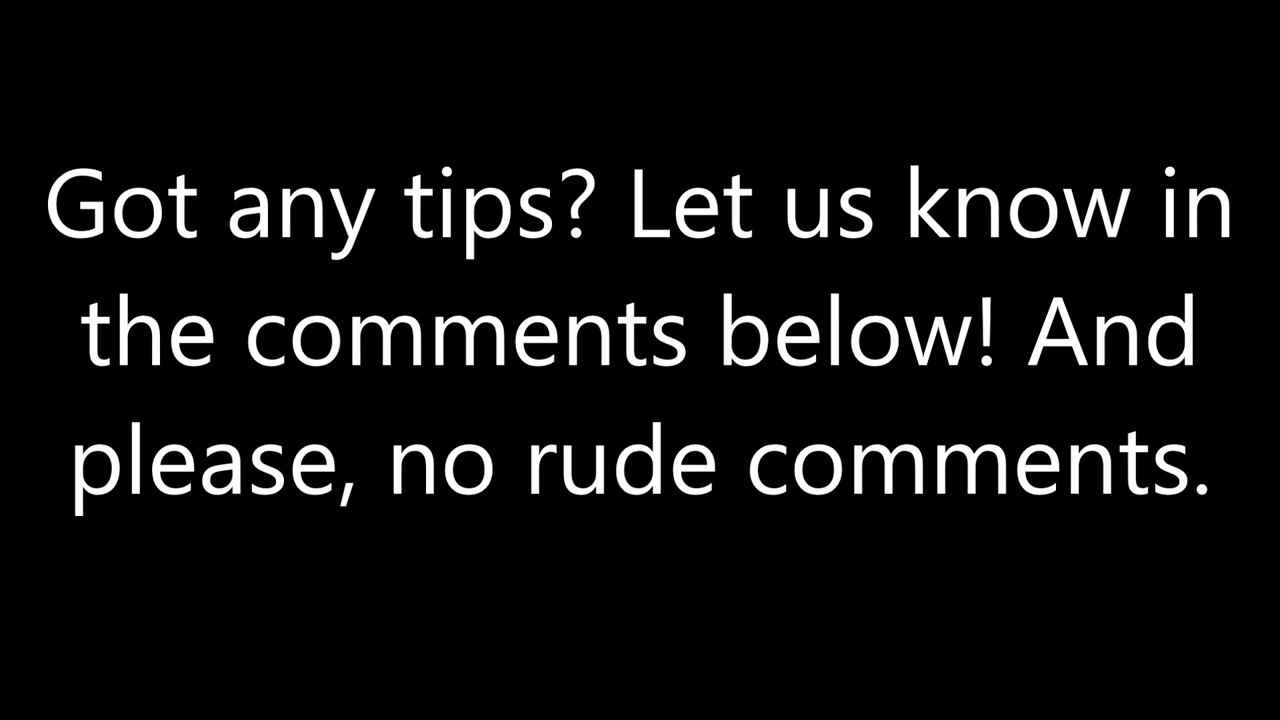 Got any tips? Let us know in
the comments below! And
please, no rude comments.